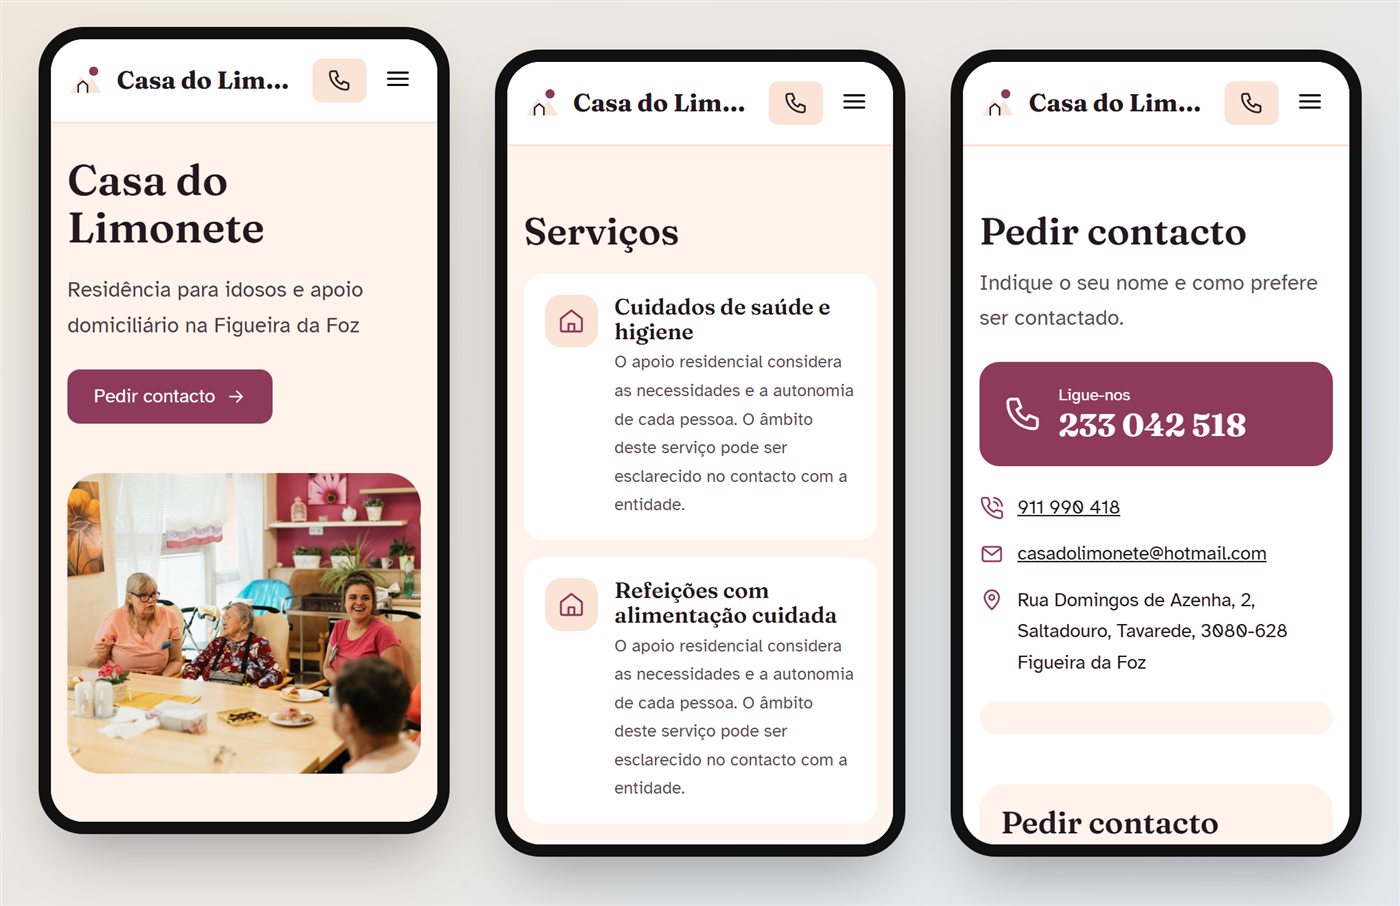 Casa do Lim...
Casa do
Limonete
Residência para idosos e apoio
domiciliário na Figueira da Foz
Pedir contacto →
Casa do Lim...
Serviços
Cuidados de saúde e
higiene
O apoio residencial considera
as necessidades e a autonomia
de cada pessoa. O âmbito
deste serviço pode ser
esclarecido no contacto com a
entidade.
Refeições com
alimentação cuidada
O apoio residencial considera
as necessidades e a autonomia
de cada pessoa. O âmbito
deste serviço pode ser
esclarecido no contacto com a
entidade.
Casa do Lim...
Pedir contacto
Indique o seu nome e como prefere
ser contactado.
Ligue-nos
233 042 518
911 990 418
casadolimonete@hotmail.com
Rua Domingos de Azenha, 2,
Saltadouro, Tavarede, 3080-628
Figueira da Foz
Pedir contacto